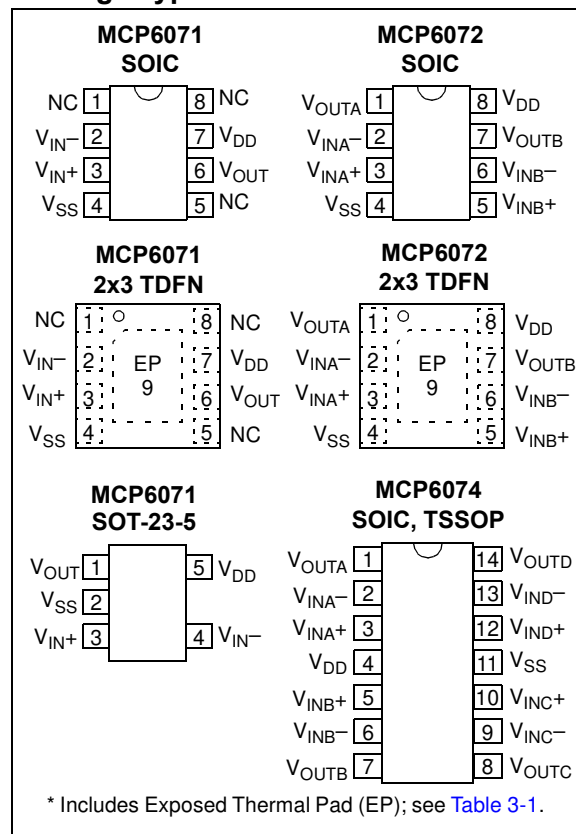 MCP6071
SOIC
NC 1 8 NC
VIN– 2 7 VDD
VIN+ 3 6 VOUT
VSS 4 5 NC
MCP6072
SOIC
VOUTA 1 8 VDD
VINA– 2 7 VOUTB
VINA+ 3 6 VINB–
VSS 4 5 VINB+
MCP6071
2x3 TDFN
NC 1 8 NC
VIN– 2 EP 7 VDD
VIN+ 3 9 6 VOUT
VSS 4 5 NC
MCP6072
2x3 TDFN
VOUTA 1 8 VDD
VINA– 2 EP 7 VOUTB
VINA+ 3 9 6 VINB–
VSS 4 5 VINB+
MCP6071
SOT-23-5
VOUT 1 5 VDD
VSS 2
VIN+ 3 4 VIN–
MCP6074
SOIC, TSSOP
VOUTA 1 14 VOUTD
VINA– 2 13 VIND–
VINA+ 3 12 VIND+
VDD 4 11 VSS
VINB+ 5 10 VINC+
VINB– 6 9 VINC–
VOUTB 7 8 VOUTC
* Includes Exposed Thermal Pad (EP); see Table 3-1.